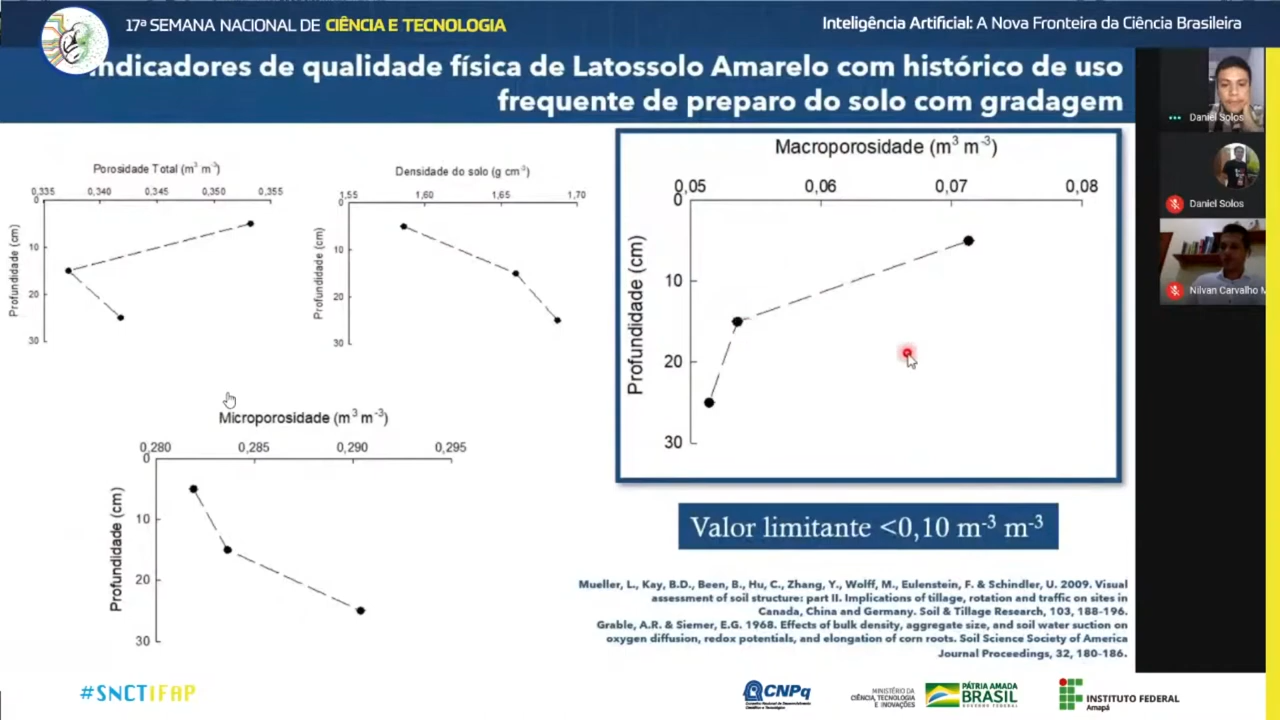 17ª SEMANA NACIONAL DE CIÊNCIA E TECNOLOGIA
Inteligência Artificial: A Nova Fronteira da Ciência Brasileira
Indicadores de qualidade física de Latossolo Amarelo com histórico de uso
frequente de preparo do solo com gradagem
Porosidade Total (m³ m⁻³)
0,335 0,340 0,345 0,350 0,355
0
10
20
30
Profundidade (cm)
Densidade do solo (g cm⁻³)
1,55 1,60 1,65 1,70
0
10
20
30
Profundidade (cm)
Macroporosidade (m³ m⁻³)
0,05 0,06 0,07 0,08
0
10
20
30
Profundidade (cm)
Microporosidade (m³ m⁻³)
0,280 0,285 0,290 0,295
0
10
20
30
Profundidade (cm)
Valor limitante <0,10 m⁻³ m⁻³
Mueller, L., Kay, B.D., Been, B., Hu, C., Zhang, Y., Wolff, M., Eulenstein, F. & Schindler, U. 2009. Visual
assessment of soil structure: part II. Implications of tillage, rotation and traffic on sites in
Canada, China and Germany. Soil & Tillage Research, 103, 188–196.
Grable, A.R. & Siemer, E.G. 1968. Effects of bulk density, aggregate size, and soil water suction on
oxygen diffusion, redox potentials, and elongation of corn roots. Soil Science Society of America
Journal Proceedings, 32, 180–186.
Daniel Solos
Daniel Solos
Nilvan Carvalho M
#SNCTIFAP
CNPq
Conselho Nacional de Desenvolvimento
Científico e Tecnológico
MINISTÉRIO DA
CIÊNCIA, TECNOLOGIA
E INOVAÇÕES
PÁTRIA AMADA
BRASIL
GOVERNO FEDERAL
INSTITUTO FEDERAL
Amapá